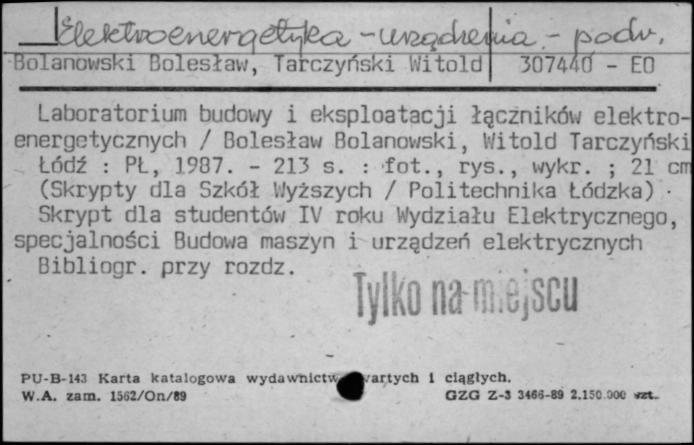 Elektroenergetyka - urządzenia - podr.
Bolanowski Bolesław, Tarczyński Witold 307440 - EO
Laboratorium budowy i eksploatacji łączników elektro-
energetycznych / Bolesław Bolanowski, Witold Tarczyński
Łódź : PŁ, 1987. - 213 s. : fot., rys., wykr. ; 21 cm
(Skrypty dla Szkół Wyższych / Politechnika Łódzka)
Skrypt dla studentów IV roku Wydziału Elektrycznego,
specjalności Budowa maszyn i urządzeń elektrycznych
Bibliogr. przy rozdz.
Tylko na miejscu
PU-B-143 Karta katalogowa wydawnictw zwartych i ciągłych.
W.A. zam. 1562/On/89 GZG Z-3 3466-89 2.150.000 szt.